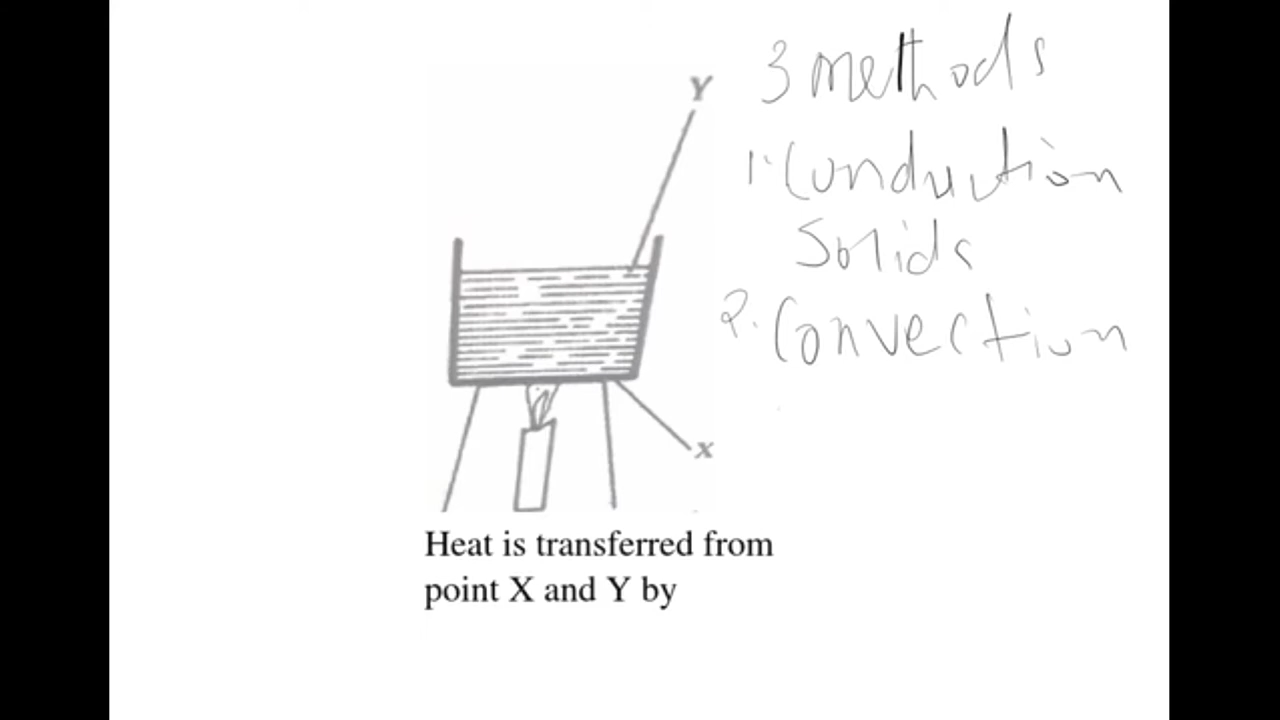 3 methods
1. Conduction
Solids
2. Convection
Y
X
Heat is transferred from
point X and Y by